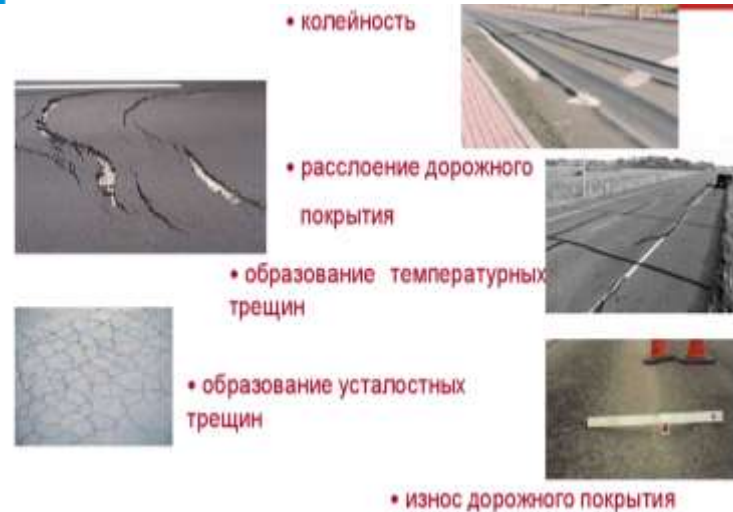 • колейность
• расслоение дорожного
покрытия
• образование температурных
трещин
• образование усталостных
трещин
• износ дорожного покрытия